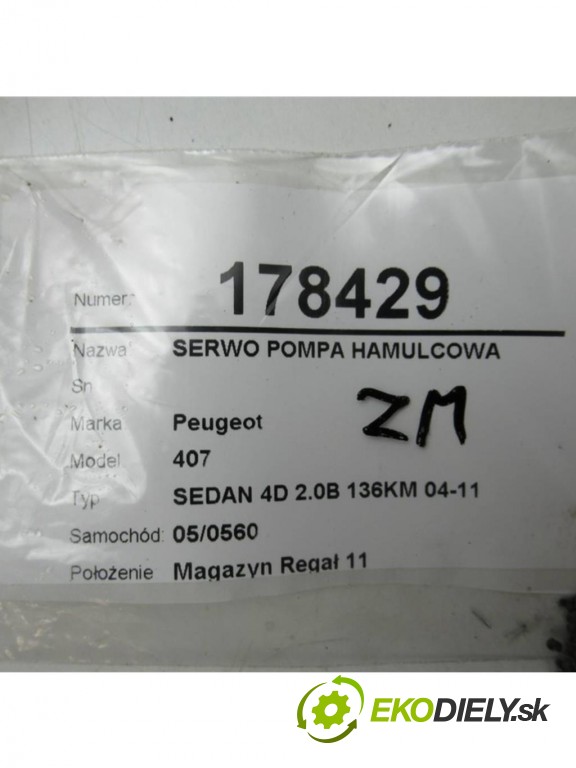 Numer: 178429
Nazwa SERWO POMPA HAMULCOWA
Sn
Marka Peugeot
ZM
Model 407
Typ SEDAN 4D 2.0B 136KM 04-11
Samochód: 05/0560
Położenie Magazyn Regał 11
EKODIELY.sk